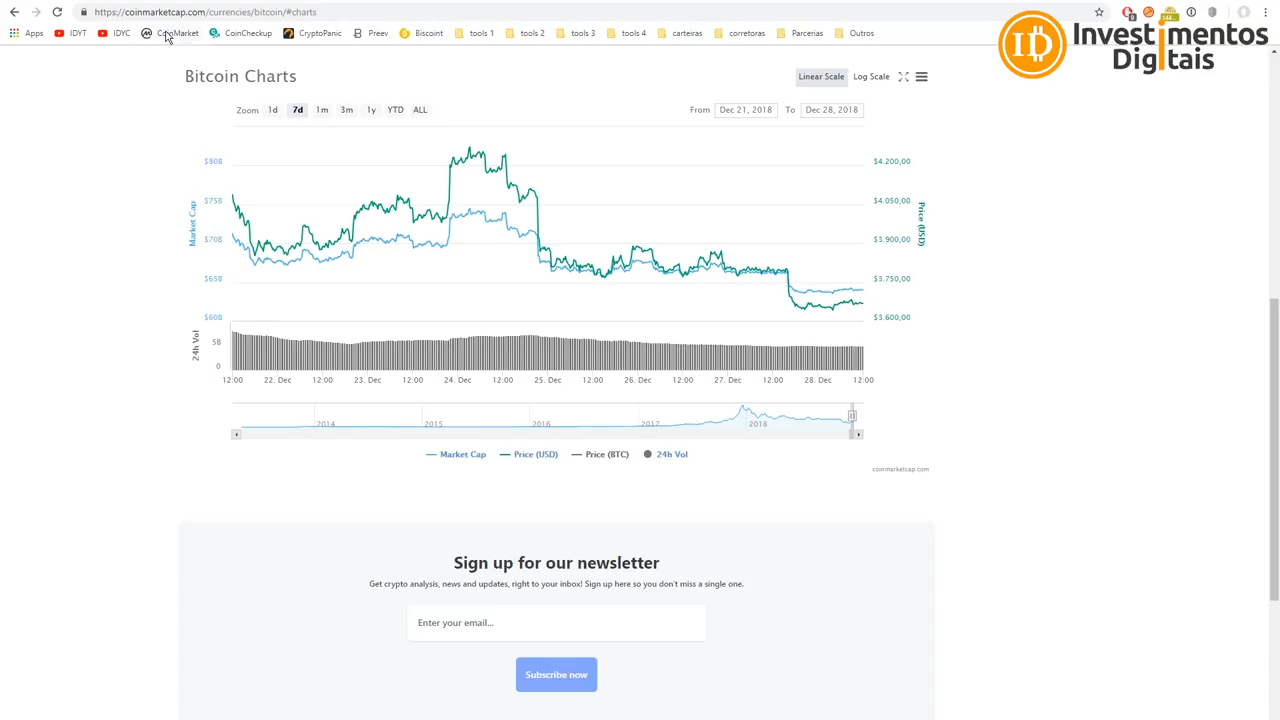 https://coinmarketcap.com/currencies/bitcoin/#charts
Apps IDYT IDYC CoinMarket CoinCheckup CryptoPanic Preev Biscoint tools 1 tools 2 tools 3 tools 4 carteiras corretoras Parcerias Outros
Investimentos
Digitais
ID
Bitcoin Charts
Linear Scale Log Scale
Zoom 1d 7d 1m 3m 1y YTD ALL
From Dec 21, 2018 To Dec 28, 2018
$80B $4.200,00
$75B $4.050,00
$70B $3.900,00
$65B $3.750,00
$60B $3.600,00
Market Cap
Price (USD)
24h Vol
5B
0
12:00 22. Dec 12:00 23. Dec 12:00 24. Dec 12:00 25. Dec 12:00 26. Dec 12:00 27. Dec 12:00 28. Dec 12:00
2014 2015 2016 2017 2018
Market Cap Price (USD) Price (BTC) 24h Vol
coinmarketcap.com
Sign up for our newsletter
Get crypto analysis, news and updates, right to your inbox! Sign up here so you don't miss a single one.
Enter your email...
Subscribe now